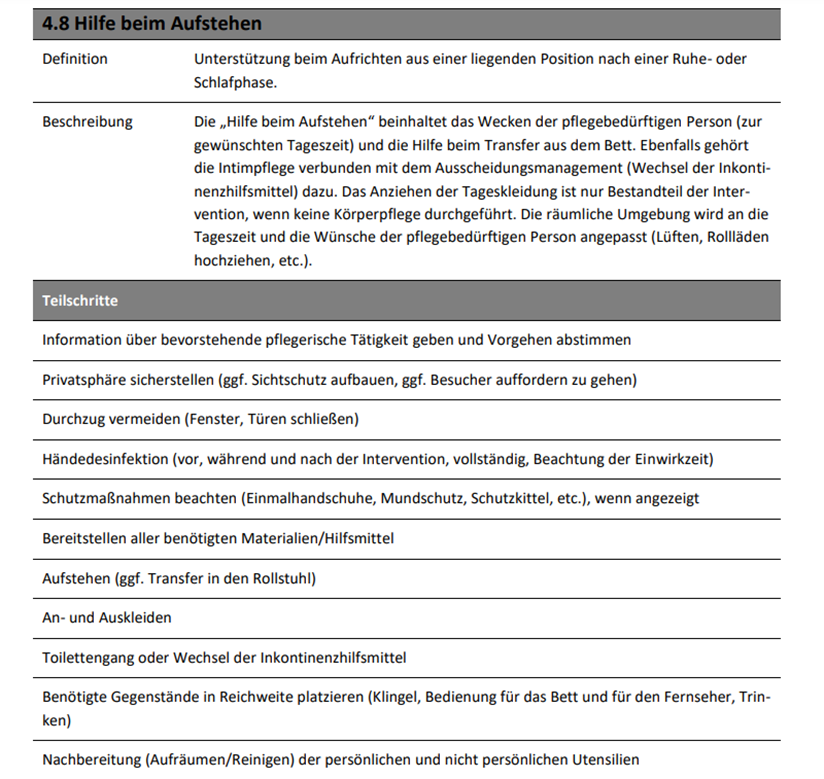 4.8 Hilfe beim Aufstehen
Definition
Unterstützung beim Aufrichten aus einer liegenden Position nach einer Ruhe- oder
Schlafphase.
Beschreibung
Die „Hilfe beim Aufstehen“ beinhaltet das Wecken der pflegebedürftigen Person (zur
gewünschten Tageszeit) und die Hilfe beim Transfer aus dem Bett. Ebenfalls gehört
die Intimpflege verbunden mit dem Ausscheidungsmanagement (Wechsel der Inkonti-
nenzhilfsmittel) dazu. Das Anziehen der Tageskleidung ist nur Bestandteil der Inter-
vention, wenn keine Körperpflege durchgeführt. Die räumliche Umgebung wird an die
Tageszeit und die Wünsche der pflegebedürftigen Person angepasst (Lüften, Rollläden
hochziehen, etc.).
Teilschritte
Information über bevorstehende pflegerische Tätigkeit geben und Vorgehen abstimmen
Privatsphäre sicherstellen (ggf. Sichtschutz aufbauen, ggf. Besucher auffordern zu gehen)
Durchzug vermeiden (Fenster, Türen schließen)
Händedesinfektion (vor, während und nach der Intervention, vollständig, Beachtung der Einwirkzeit)
Schutzmaßnahmen beachten (Einmalhandschuhe, Mundschutz, Schutzkittel, etc.), wenn angezeigt
Bereitstellen aller benötigten Materialien/Hilfsmittel
Aufstehen (ggf. Transfer in den Rollstuhl)
An- und Auskleiden
Toilettengang oder Wechsel der Inkontinenzhilfsmittel
Benötigte Gegenstände in Reichweite platzieren (Klingel, Bedienung für das Bett und für den Fernseher, Trin-
ken)
Nachbereitung (Aufräumen/Reinigen) der persönlichen und nicht persönlichen Utensilien